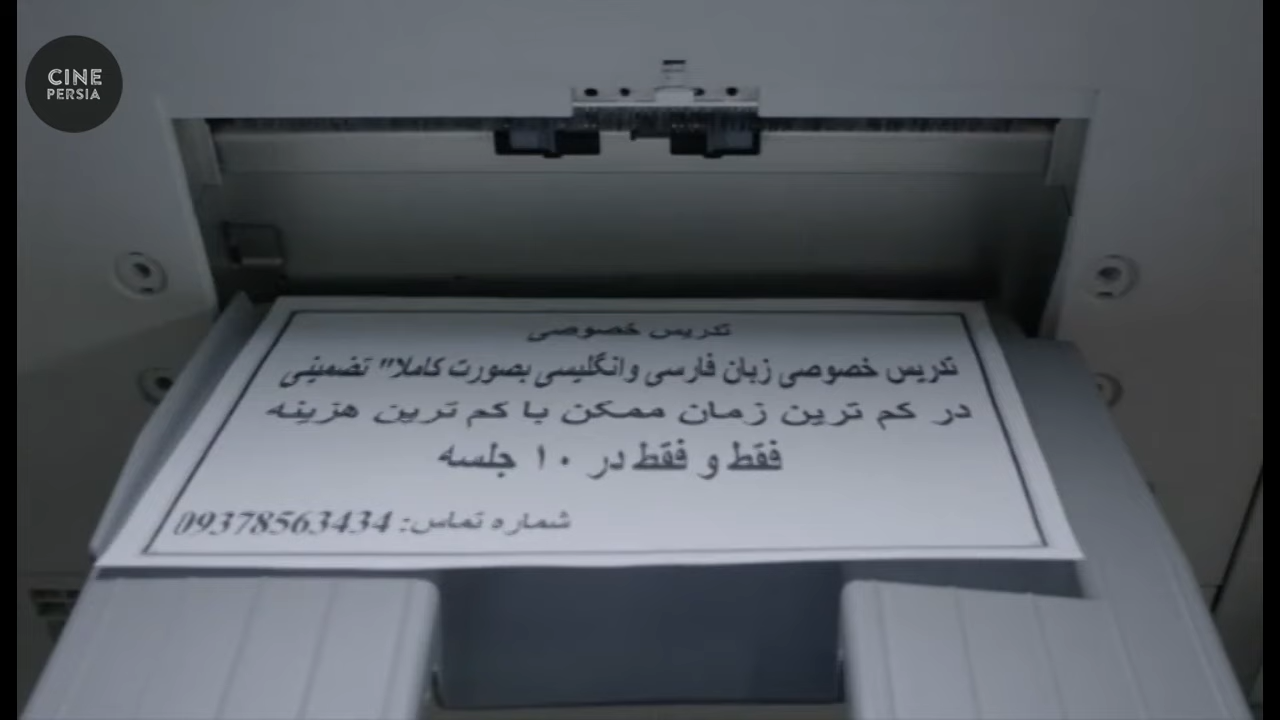 CINE
PERSIA
تدریس خصوصی
تدریس خصوصی زبان فارسی وانگلیسی بصورت کاملا" تضمینی
در کم ترین زمان ممکن با کم ترین هزینه
فقط و فقط در ۱۰ جلسه
شماره تماس: 09378563434